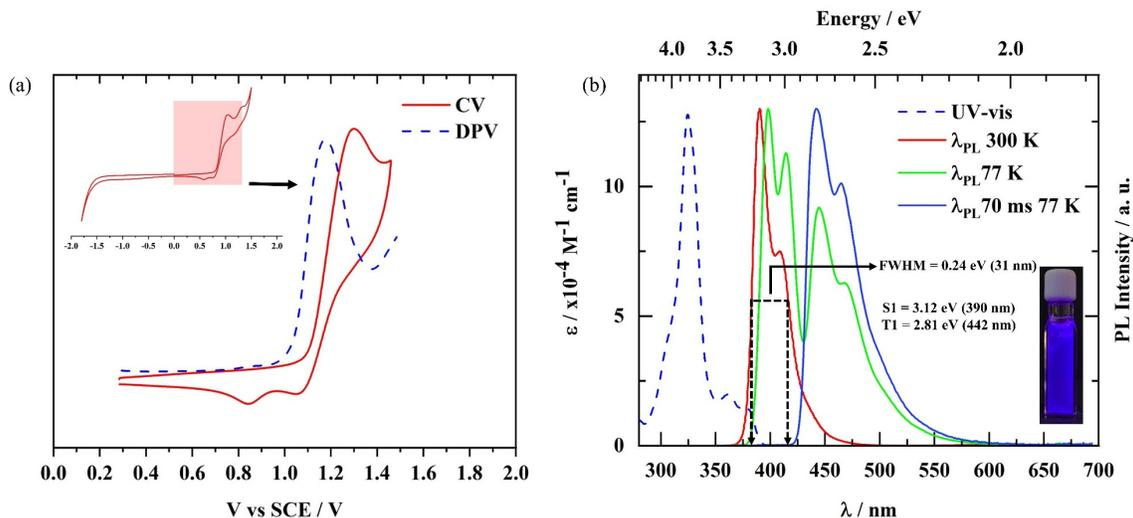 (a)
CV
DPV
-2.0 -1.5 -1.0 -0.5 0.0 0.5 1.0 1.5 2.0
0.0 0.2 0.4 0.6 0.8 1.0 1.2 1.4 1.6 1.8 2.0
V vs SCE / V
(b)
Energy / eV
4.0 3.5 3.0 2.5 2.0
UV-vis
λPL 300 K
λPL77 K
λPL70 ms 77 K
FWHM = 0.24 eV (31 nm)
S1 = 3.12 eV (390 nm)
T1 = 2.81 eV (442 nm)
ε / x10-4 M-1 cm-1
10
5
0
PL Intensity / a. u.
300 350 400 450 500 550 600 650 700
λ / nm